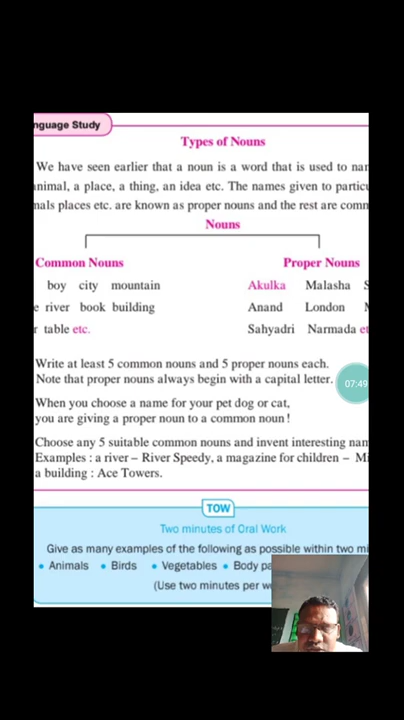 nguage Study
Types of Nouns
We have seen earlier that a noun is a word that is used to nar
nimal, a place, a thing, an idea etc. The names given to particu
nals places etc. are known as proper nouns and the rest are comn
Nouns
Common Nouns Proper Nouns
boy city mountain Akulka Malasha S
e river book building Anand London
r table etc. Sahyadri Narmada et
Write at least 5 common nouns and 5 proper nouns each.
Note that proper nouns always begin with a capital letter.
07:49
When you choose a name for your pet dog or cat,
you are giving a proper noun to a common noun !
Choose any 5 suitable common nouns and invent interesting nan
Examples : a river – River Speedy, a magazine for children – Mi
a building : Ace Towers.
TOW
Two minutes of Oral Work
Give as many examples of the following as possible within two mi
• Animals • Birds • Vegetables • Body pa
(Use two minutes per w